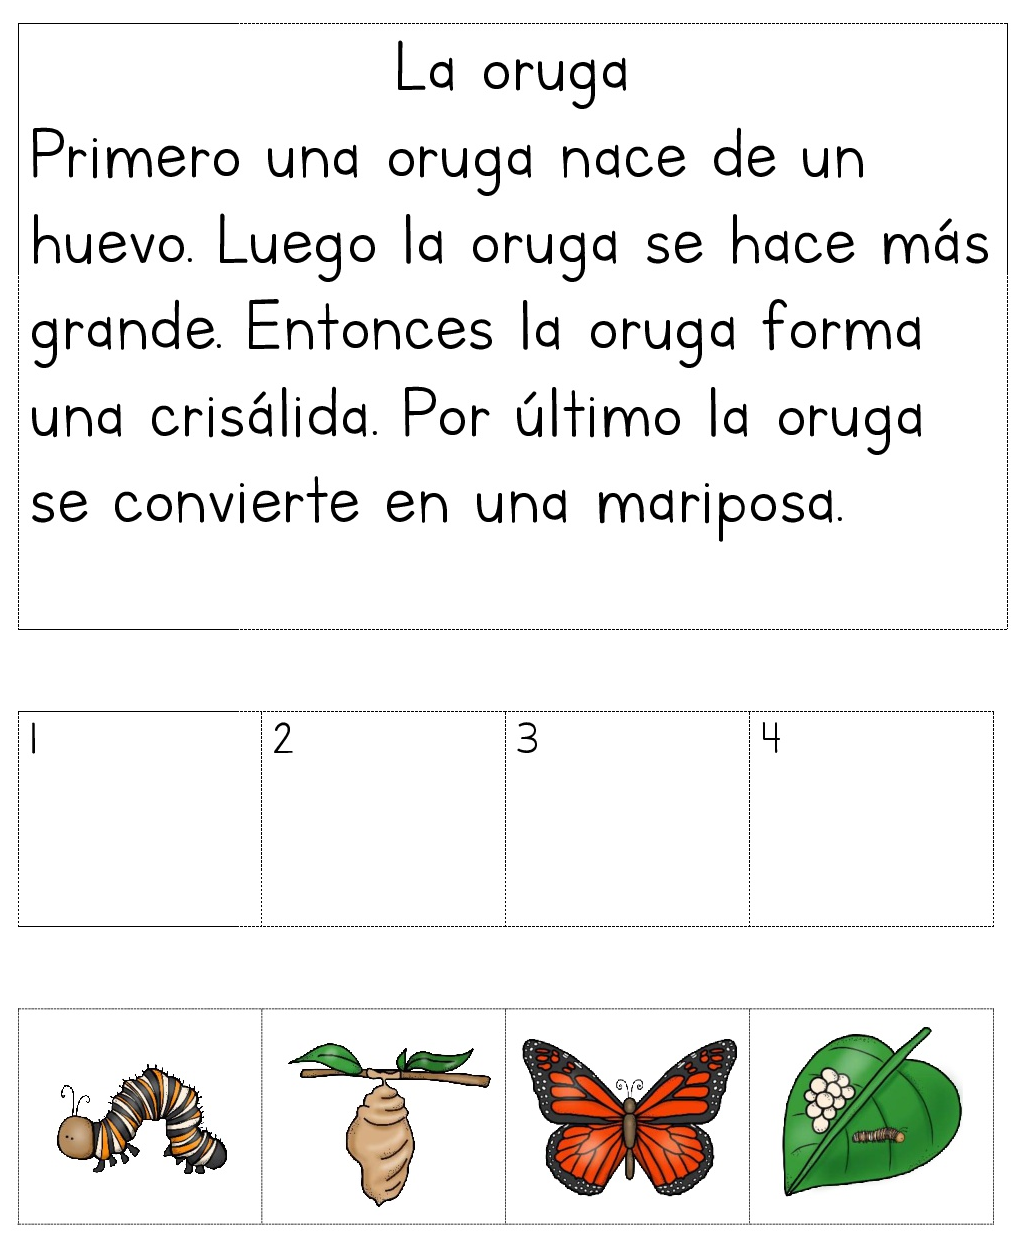 La oruga
Primero una oruga nace de un
huevo. Luego la oruga se hace más
grande. Entonces la oruga forma
una crisálida. Por último la oruga
se convierte en una mariposa.
1 2 3 4